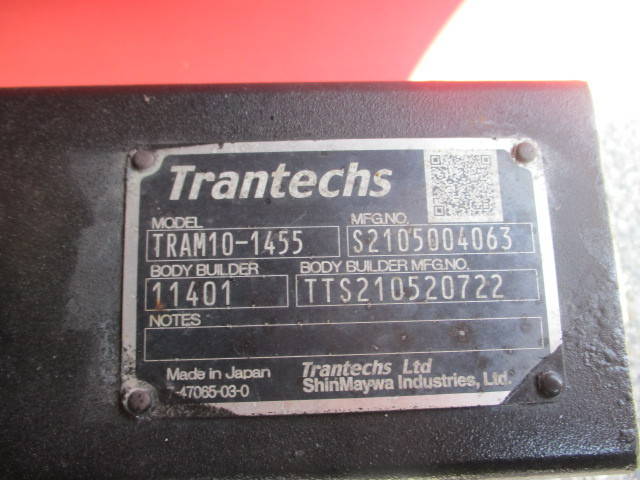 Trantechs
MODEL MFG.NO.
TRAM10-1455 S2105004063
BODY BUILDER BODY BUILDER MFG.NO.
11401 TTS210520722
NOTES
Made in Japan Trantechs Ltd
-47065-03-0 ShinMaywa Industries, Ltd.